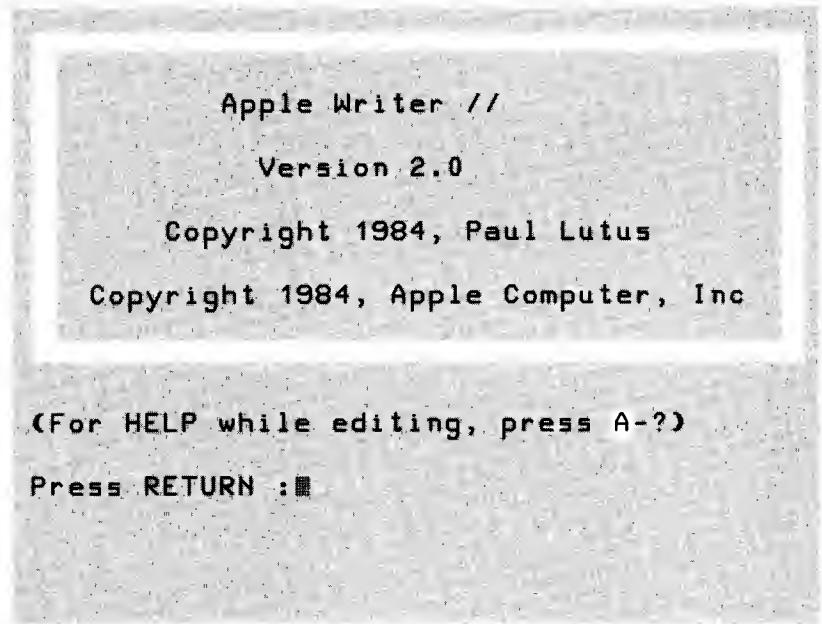 Apple Writer //
Version 2.0
Copyright 1984, Paul Lutus
Copyright 1984, Apple Computer, Inc
(For HELP while editing, press A-?)
Press RETURN :